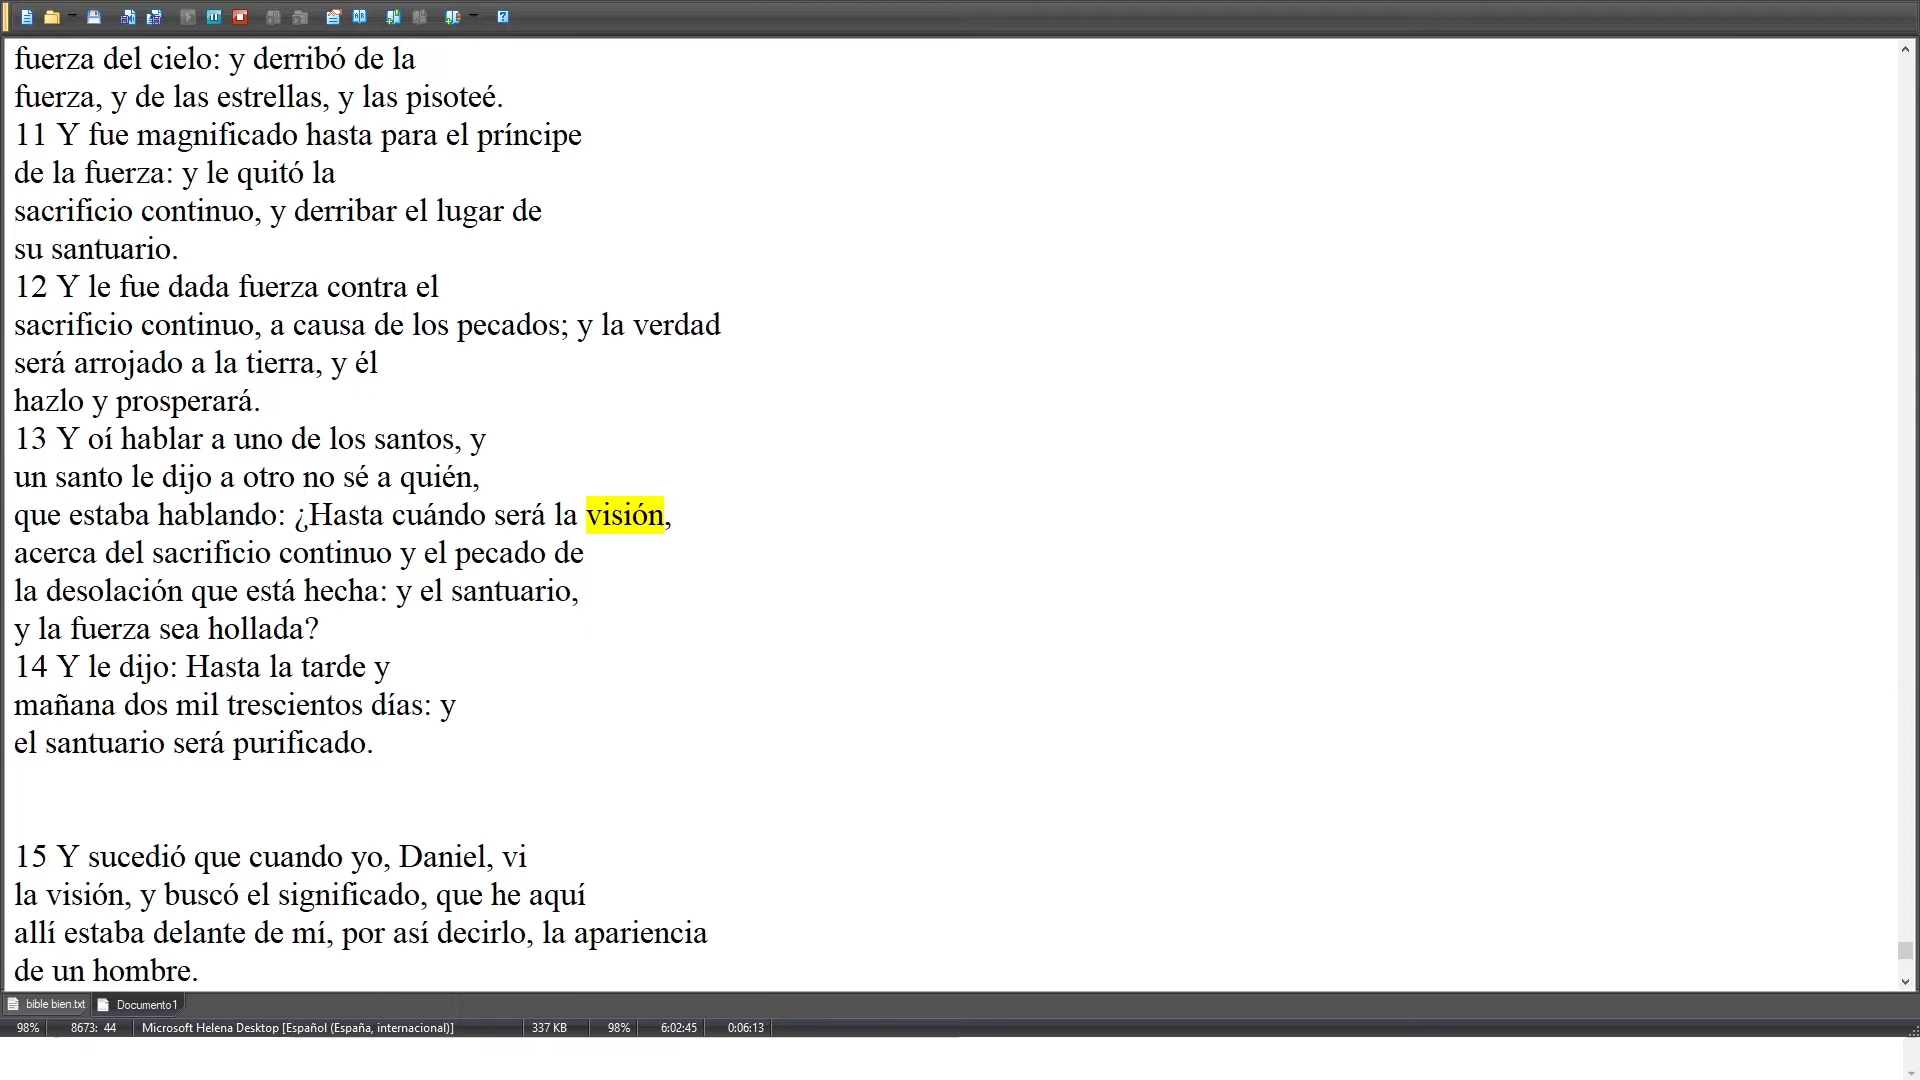 fuerza del cielo: y derribó de la
fuerza, y de las estrellas, y las pisoteé.
11 Y fue magnificado hasta para el príncipe
de la fuerza: y le quitó la
sacrificio continuo, y derribar el lugar de
su santuario.
12 Y le fue dada fuerza contra el
sacrificio continuo, a causa de los pecados; y la verdad
será arrojado a la tierra, y él
hazlo y prosperará.
13 Y oí hablar a uno de los santos, y
un santo le dijo a otro no sé a quién,
que estaba hablando: ¿Hasta cuándo será la visión,
acerca del sacrificio continuo y el pecado de
la desolación que está hecha: y el santuario,
y la fuerza sea hollada?
14 Y le dijo: Hasta la tarde y
mañana dos mil trescientos días: y
el santuario será purificado.
15 Y sucedió que cuando yo, Daniel, vi
la visión, y buscó el significado, que he aquí
allí estaba delante de mí, por así decirlo, la apariencia
de un hombre.
bible bien.txt Documento1
98% 8673: 44 Microsoft Helena Desktop [Español (España, internacional)] 337 KB 98% 6:02:45 0:06:13